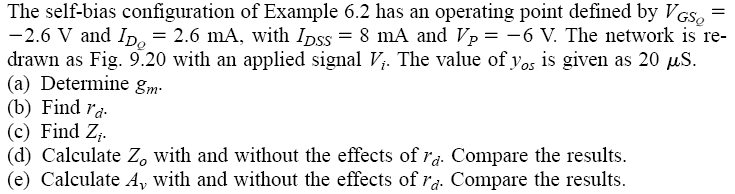 The self-bias configuration of Example 6.2 has an operating point defined by V_{GS_Q} =
−2.6 V and I_{D_Q} = 2.6 mA, with I_{DSS} = 8 mA and V_P = −6 V. The network is re-
drawn as Fig. 9.20 with an applied signal V_i. The value of y_{os} is given as 20 μS.
(a) Determine g_m.
(b) Find r_d.
(c) Find Z_i.
(d) Calculate Z_o with and without the effects of r_d. Compare the results.
(e) Calculate A_v with and without the effects of r_d. Compare the results.